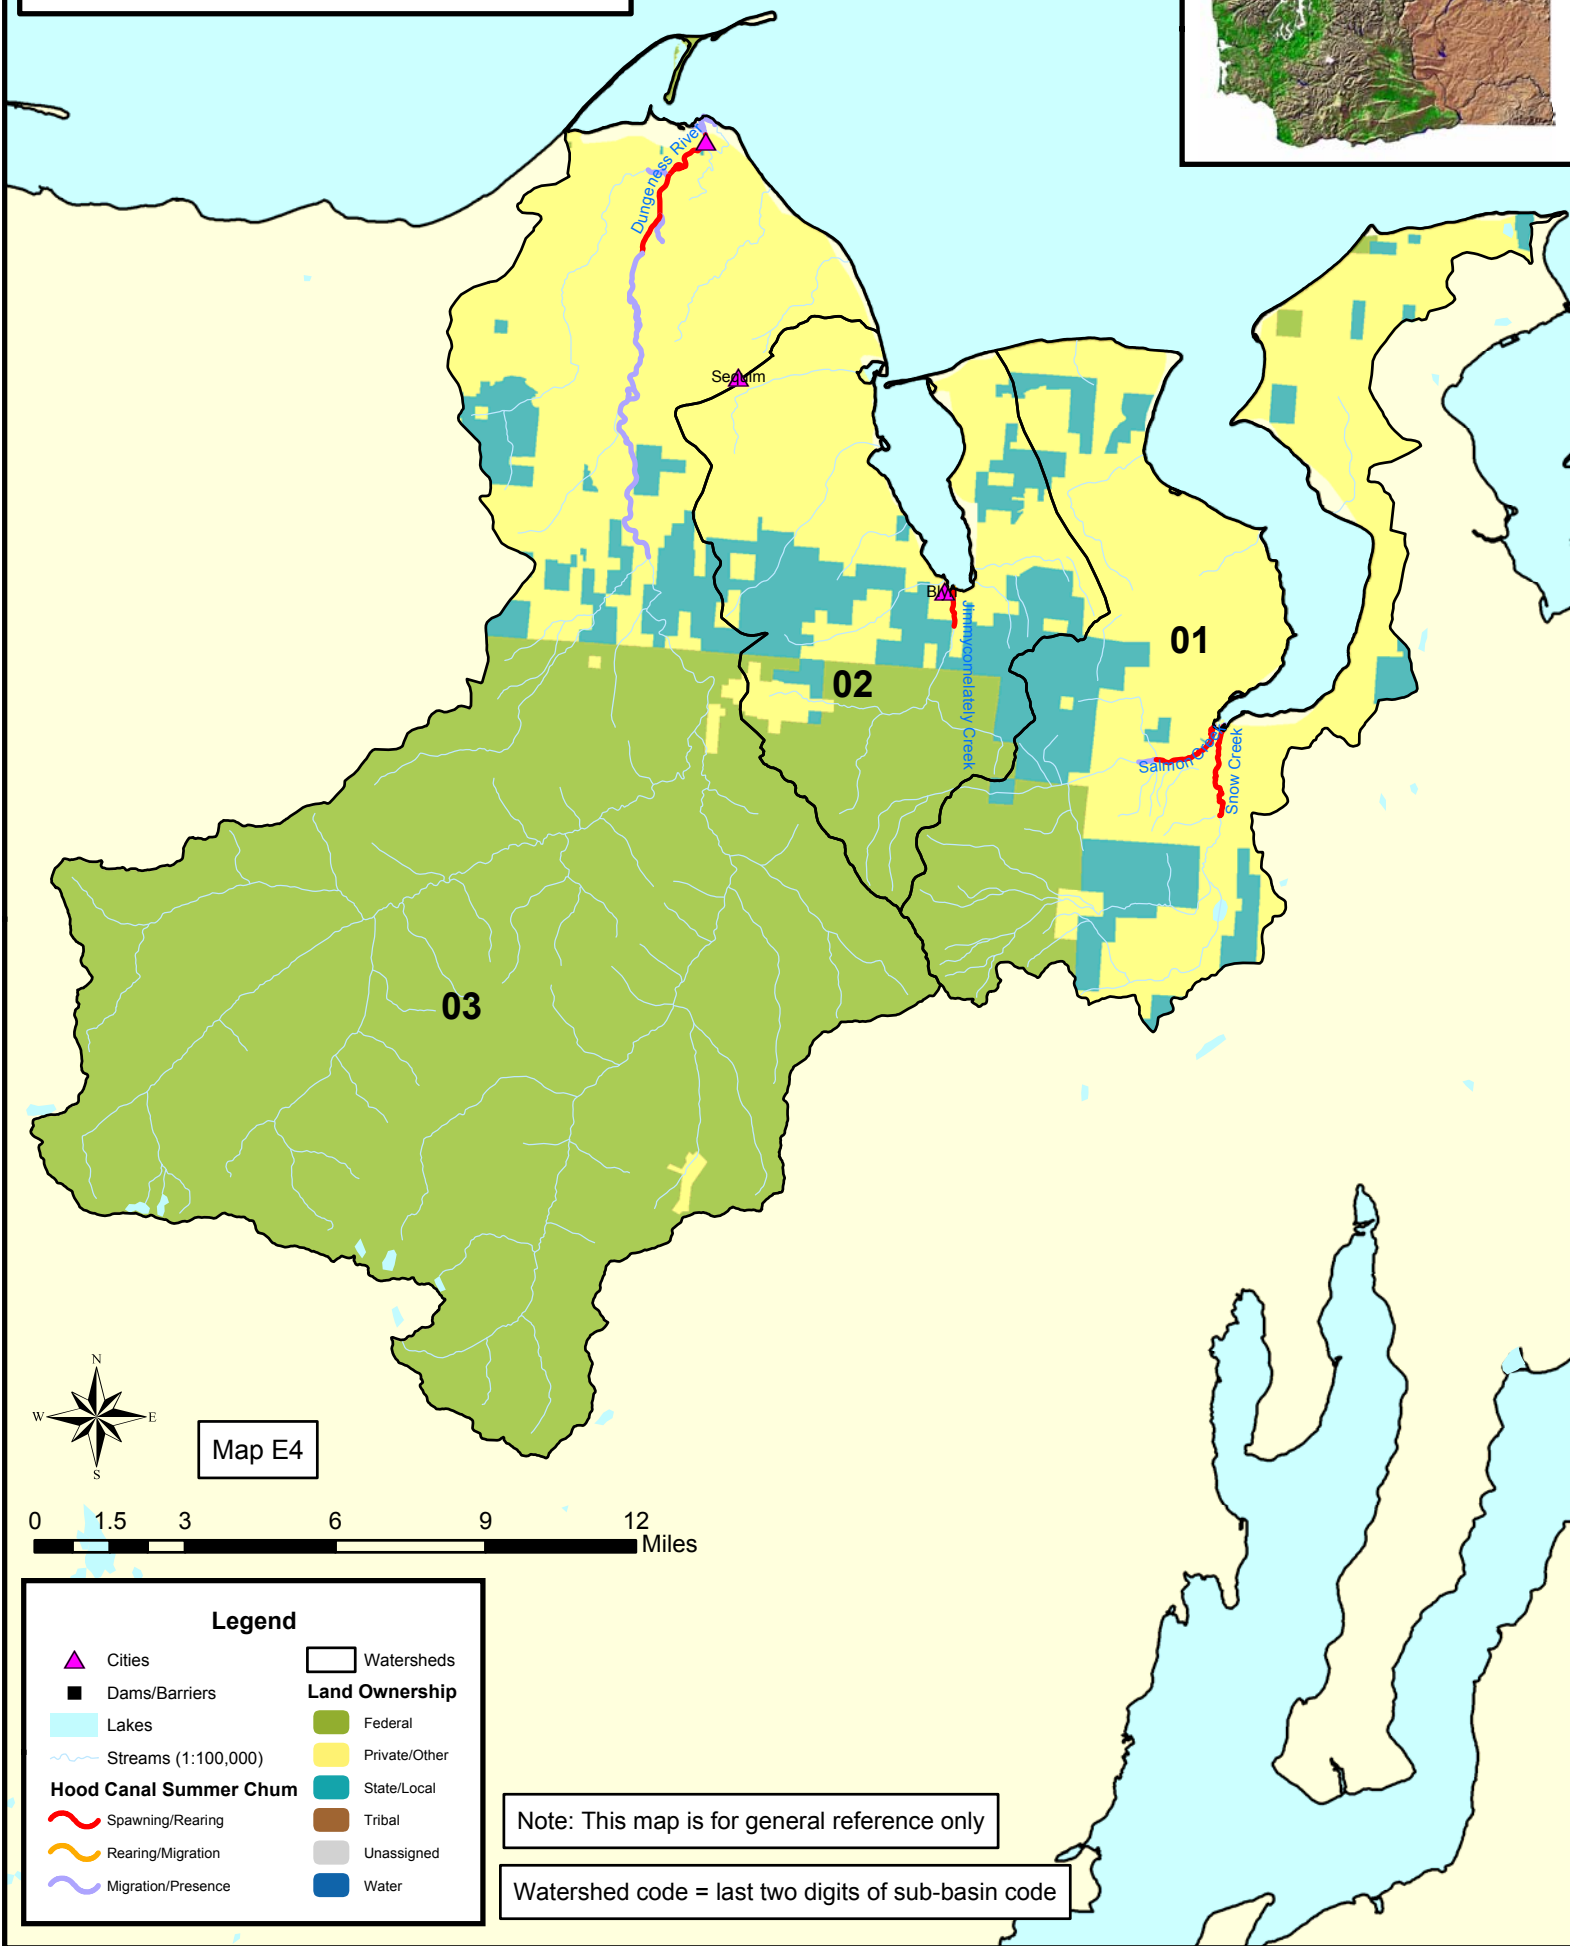 Dungeness River
Sequim
Blyn
Jimmycomelately Creek
01
02
Salmon Creek
Snow Creek
03
N
W
E
S
Map E4
0 1.5 3 6 9 12
Miles
Legend
Cities
Dams/Barriers
Lakes
Streams (1:100,000)
Hood Canal Summer Chum
Spawning/Rearing
Rearing/Migration
Migration/Presence
Watersheds
Land Ownership
Federal
Private/Other
State/Local
Tribal
Unassigned
Water
Note: This map is for general reference only
Watershed code = last two digits of sub-basin code